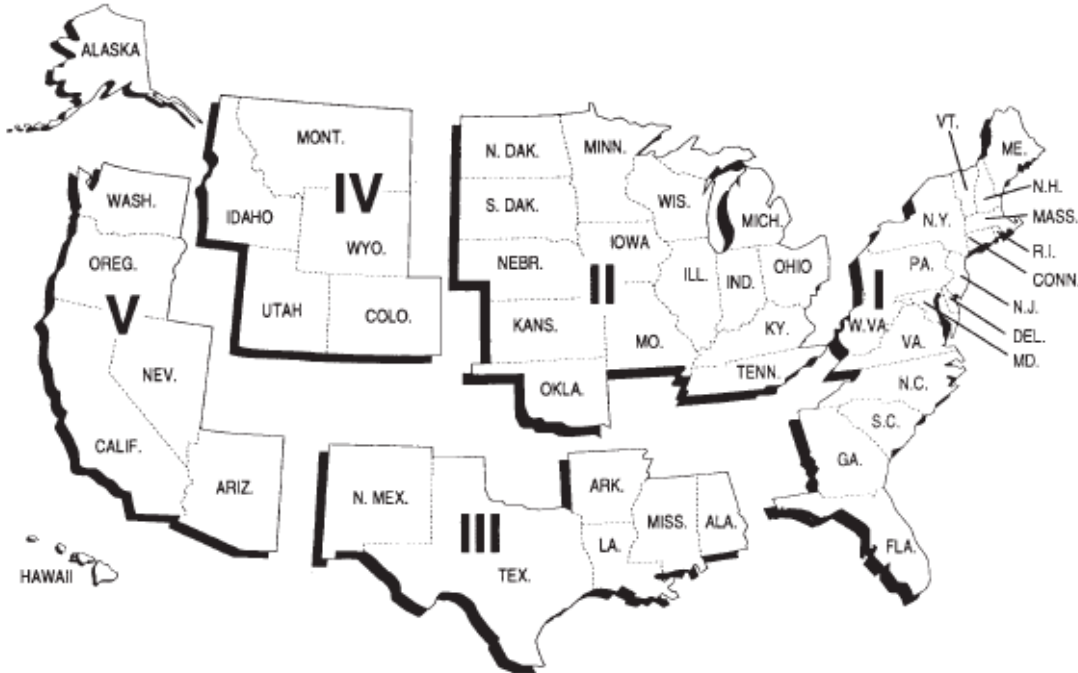 ALASKA
MONT.
IV
IDAHO
WYO.
UTAH
COLO.
WASH.
OREG.
V
NEV.
CALIF.
ARIZ.
HAWAII
N. DAK.
MINN.
S. DAK.
WIS.
MICH.
IOWA
NEBR.
II
ILL.
IND.
OHIO
KANS.
MO.
KY.
TENN.
OKLA.
N. MEX.
III
TEX.
ARK.
LA.
MISS.
ALA.
VT.
ME.
N.H.
N.Y.
MASS.
R.I.
CONN.
PA.
I
N.J.
W.VA.
DEL.
VA.
MD.
N.C.
S.C.
GA.
FLA.